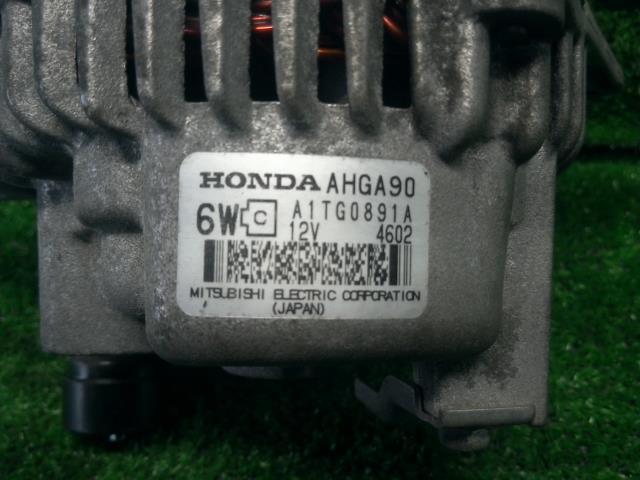 HONDA AHGA90
6W C A1TG0891A
12V 4602
MITSUBISHI ELECTRIC CORPORATION
(JAPAN)